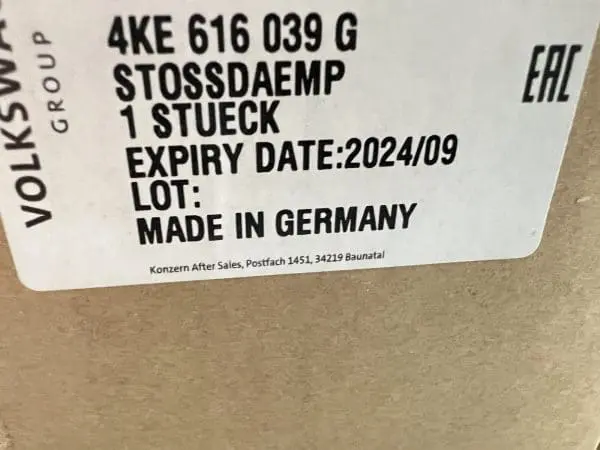 4KE 616 039 G
STOSSDAEMP
1 STUECK
EXPIRY DATE:2024/09
LOT:
MADE IN GERMANY
Konzern After Sales, Postfach 1451, 34219 Baunatal
VOLKSWA
GROUP
EAC